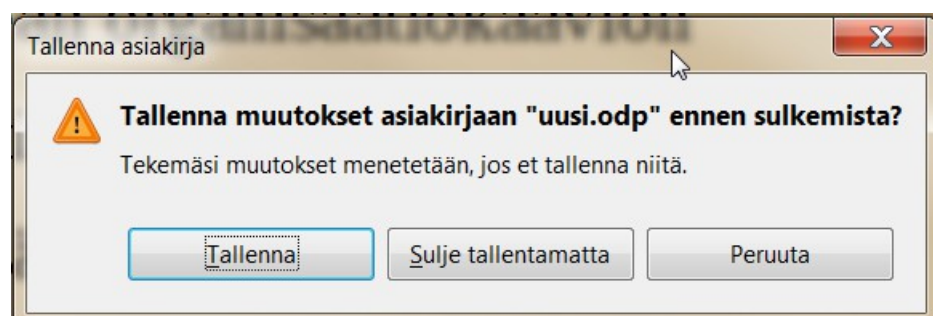 Tallenna asiakirja
Tallenna muutokset asiakirjaan "uusi.odp" ennen sulkemista?
Tekemäsi muutokset menetetään, jos et tallenna niitä.
Tallenna
Sulje tallentamatta
Peruuta